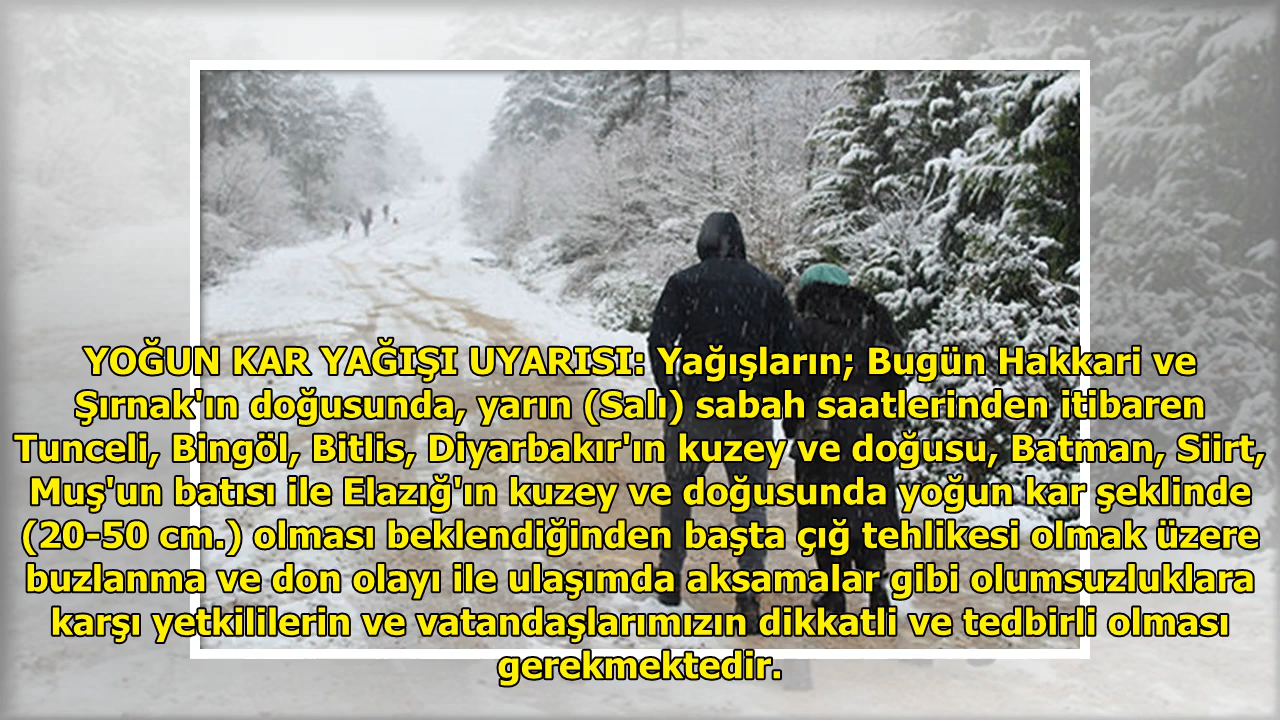 YOĞUN KAR YAĞIŞI UYARISI: Yağışların; Bugün Hakkari ve
Şırnak'ın doğusunda, yarın (Salı) sabah saatlerinden itibaren
Tunceli, Bingöl, Bitlis, Diyarbakır'ın kuzey ve doğusu, Batman, Siirt,
Muş'un batısı ile Elazığ'ın kuzey ve doğusunda yoğun kar şeklinde
(20-50 cm.) olması beklendiğinden başta çığ tehlikesi olmak üzere
buzlanma ve don olayı ile ulaşımda aksamalar gibi olumsuzluklara
karşı yetkililerin ve vatandaşlarımızın dikkatli ve tedbirli olması
gerekmektedir.